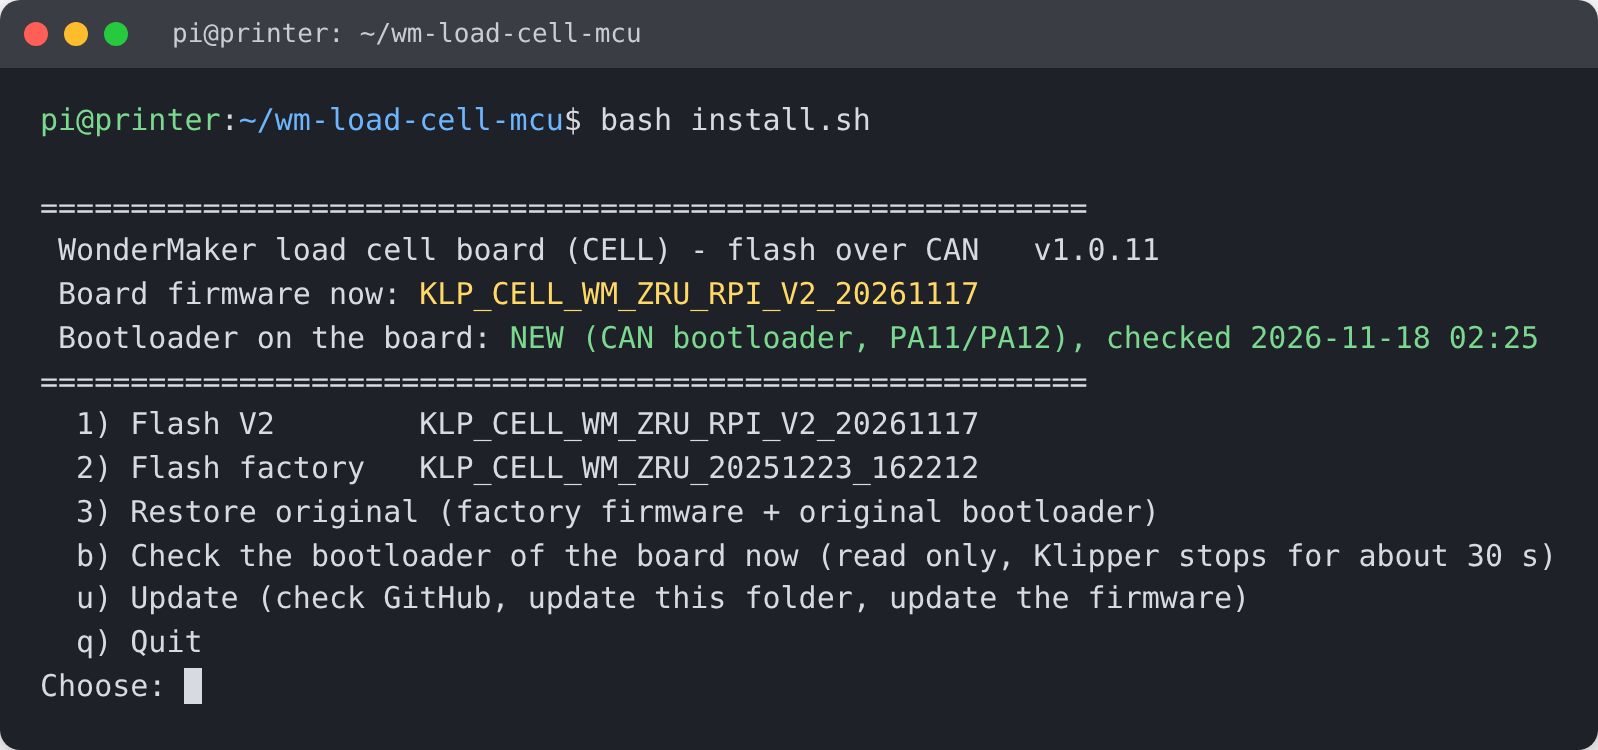 pi@printer: ~/wm-load-cell-mcu
pi@printer:~/wm-load-cell-mcu$ bash install.sh
==========================================================
WonderMaker load cell board (CELL) - flash over CAN   v1.0.11
Board firmware now: KLP_CELL_WM_ZRU_RPI_V2_20261117
Bootloader on the board: NEW (CAN bootloader, PA11/PA12), checked 2026-11-18 02:25
==========================================================
1) Flash V2        KLP_CELL_WM_ZRU_RPI_V2_20261117
2) Flash factory   KLP_CELL_WM_ZRU_20251223_162212
3) Restore original (factory firmware + original bootloader)
b) Check the bootloader of the board now (read only, Klipper stops for about 30 s)
u) Update (check GitHub, update this folder, update the firmware)
q) Quit
Choose: